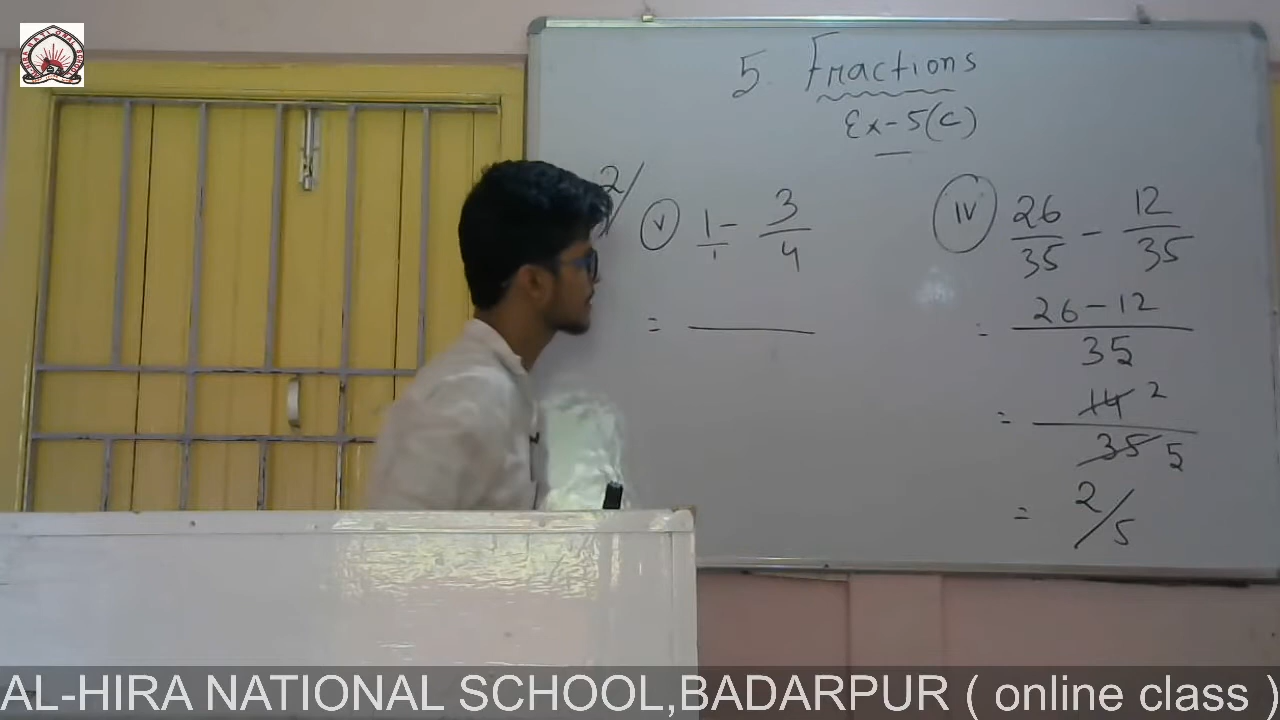 5 Fractions
Ex-5(C)
2/
(v) 1/1 - 3/4
=
(iv) 26/35 - 12/35
= 26-12/35
= 14 2/35 5
= 2/5
AL-HIRA NATIONAL SCHOOL,BADARPUR ( online class )